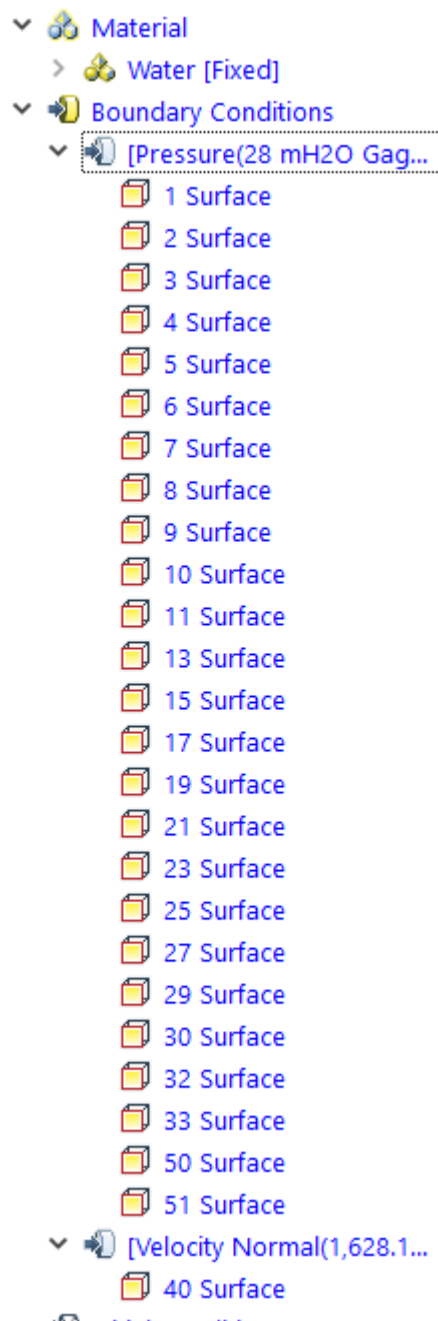 Material
Water [Fixed]
Boundary Conditions
[Pressure(28 mH2O Gag...
1 Surface
2 Surface
3 Surface
4 Surface
5 Surface
6 Surface
7 Surface
8 Surface
9 Surface
10 Surface
11 Surface
13 Surface
15 Surface
17 Surface
19 Surface
21 Surface
23 Surface
25 Surface
27 Surface
29 Surface
30 Surface
32 Surface
33 Surface
50 Surface
51 Surface
[Velocity Normal(1,628.1...
40 Surface